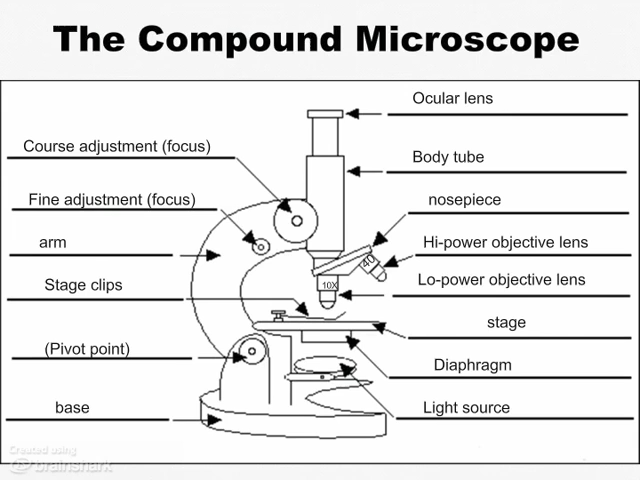 The Compound Microscope
Ocular lens
Course adjustment (focus)
Body tube
Fine adjustment (focus)
nosepiece
arm
Hi-power objective lens
40
Stage clips
10X
Lo-power objective lens
stage
(Pivot point)
Diaphragm
base
Light source
Created using
brainshark